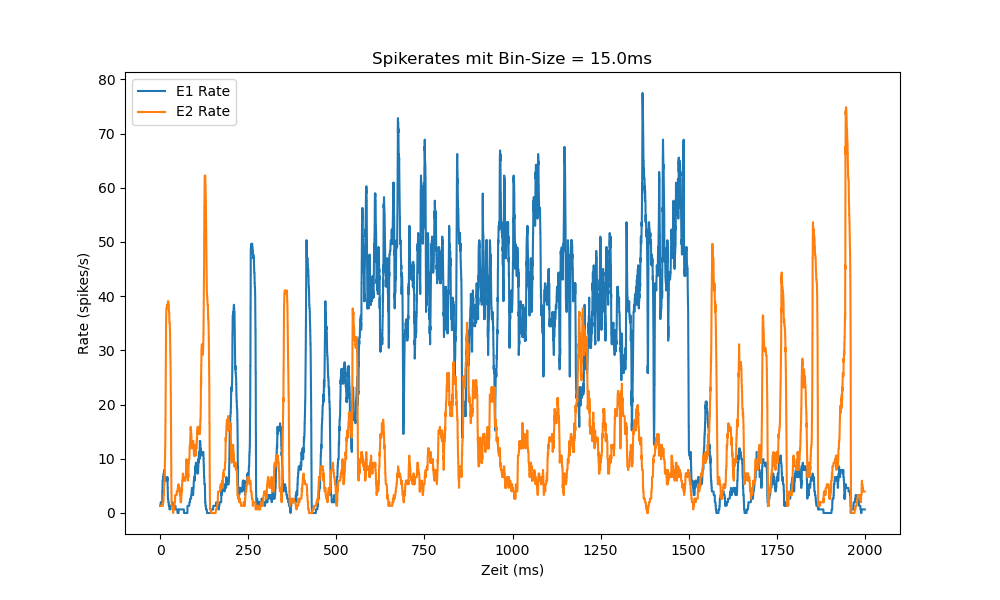 Spikerates mit Bin-Size = 15.0ms
80
70
60
50
40
30
20
10
0
Rate (spikes/s)
E1 Rate
E2 Rate
0 250 500 750 1000 1250 1500 1750 2000
Zeit (ms)